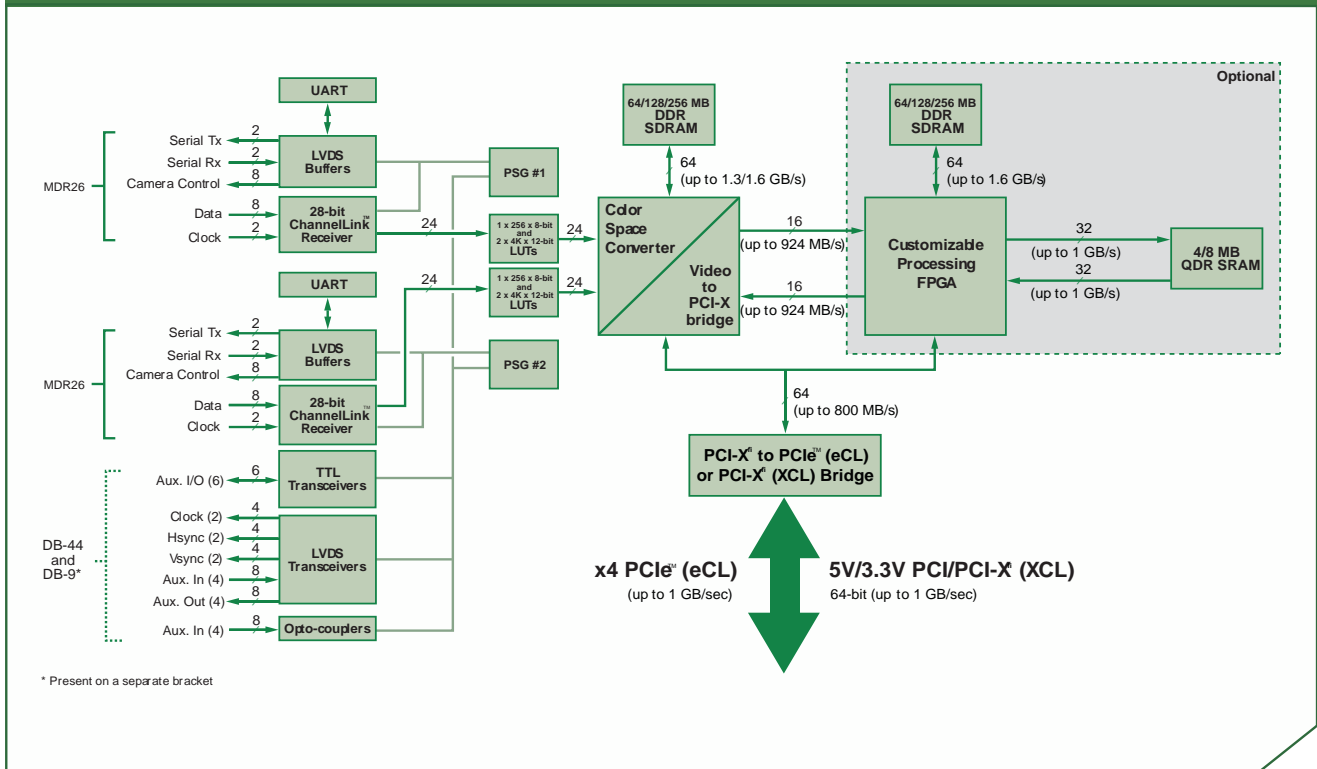 Optional
UART
64/128/256 MB
DDR
SDRAM
64/128/256 MB
DDR
SDRAM
MDR26
Serial Tx
2
Serial Rx
2
Camera Control
8
LVDS
Buffers
Data
8
Clock
2
28-bit
ChannelLink™
Receiver
PSG #1
64
(up to 1.3/1.6 GB/s)
64
(up to 1.6 GB/s)
24
1 x 256 x 8-bit
and
2 x 4K x 12-bit
LUTs
24
24
1 x 256 x 8-bit
and
2 x 4K x 12-bit
LUTs
24
Color
Space
Converter
Video
to
PCI-X
bridge
16
(up to 924 MB/s)
16
(up to 924 MB/s)
Customizable
Processing
FPGA
32
(up to 1 GB/s)
32
(up to 1 GB/s)
4/8 MB
QDR SRAM
UART
MDR26
Serial Tx
2
Serial Rx
2
Camera Control
8
LVDS
Buffers
Data
8
Clock
2
28-bit
ChannelLink™
Receiver
PSG #2
64
(up to 800 MB/s)
PCI-X® to PCIe™ (eCL)
or PCI-X® (XCL) Bridge
DB-44
and
DB-9*
Aux. I/O (6)
6
TTL
Transceivers
Clock (2)
4
Hsync (2)
4
Vsync (2)
4
Aux. In (4)
8
Aux. Out (4)
8
LVDS
Transceivers
Aux. In (4)
8
Opto-couplers
x4 PCIe™ (eCL)
(up to 1 GB/sec)
5V/3.3V PCI/PCI-X® (XCL)
64-bit (up to 1 GB/sec)
* Present on a separate bracket